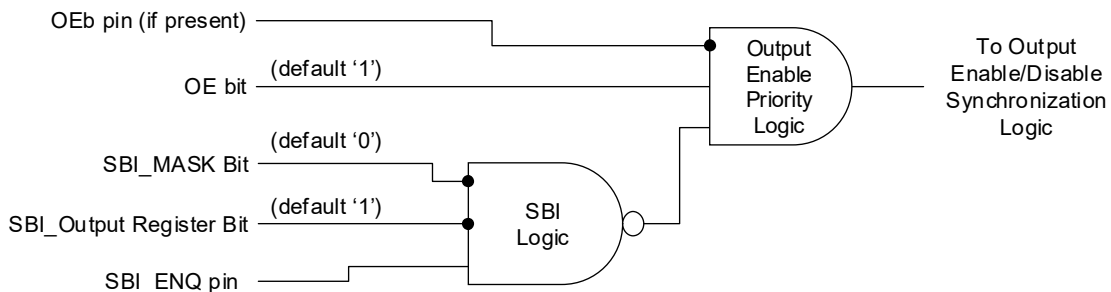 OEb pin (if present)
OE bit
(default ‘1’)
SBI_MASK Bit
(default ‘0’)
SBI_Output Register Bit
(default ‘1’)
SBI_ENQ pin
SBI
Logic
Output
Enable
Priority
Logic
To Output
Enable/Disable
Synchronization
Logic